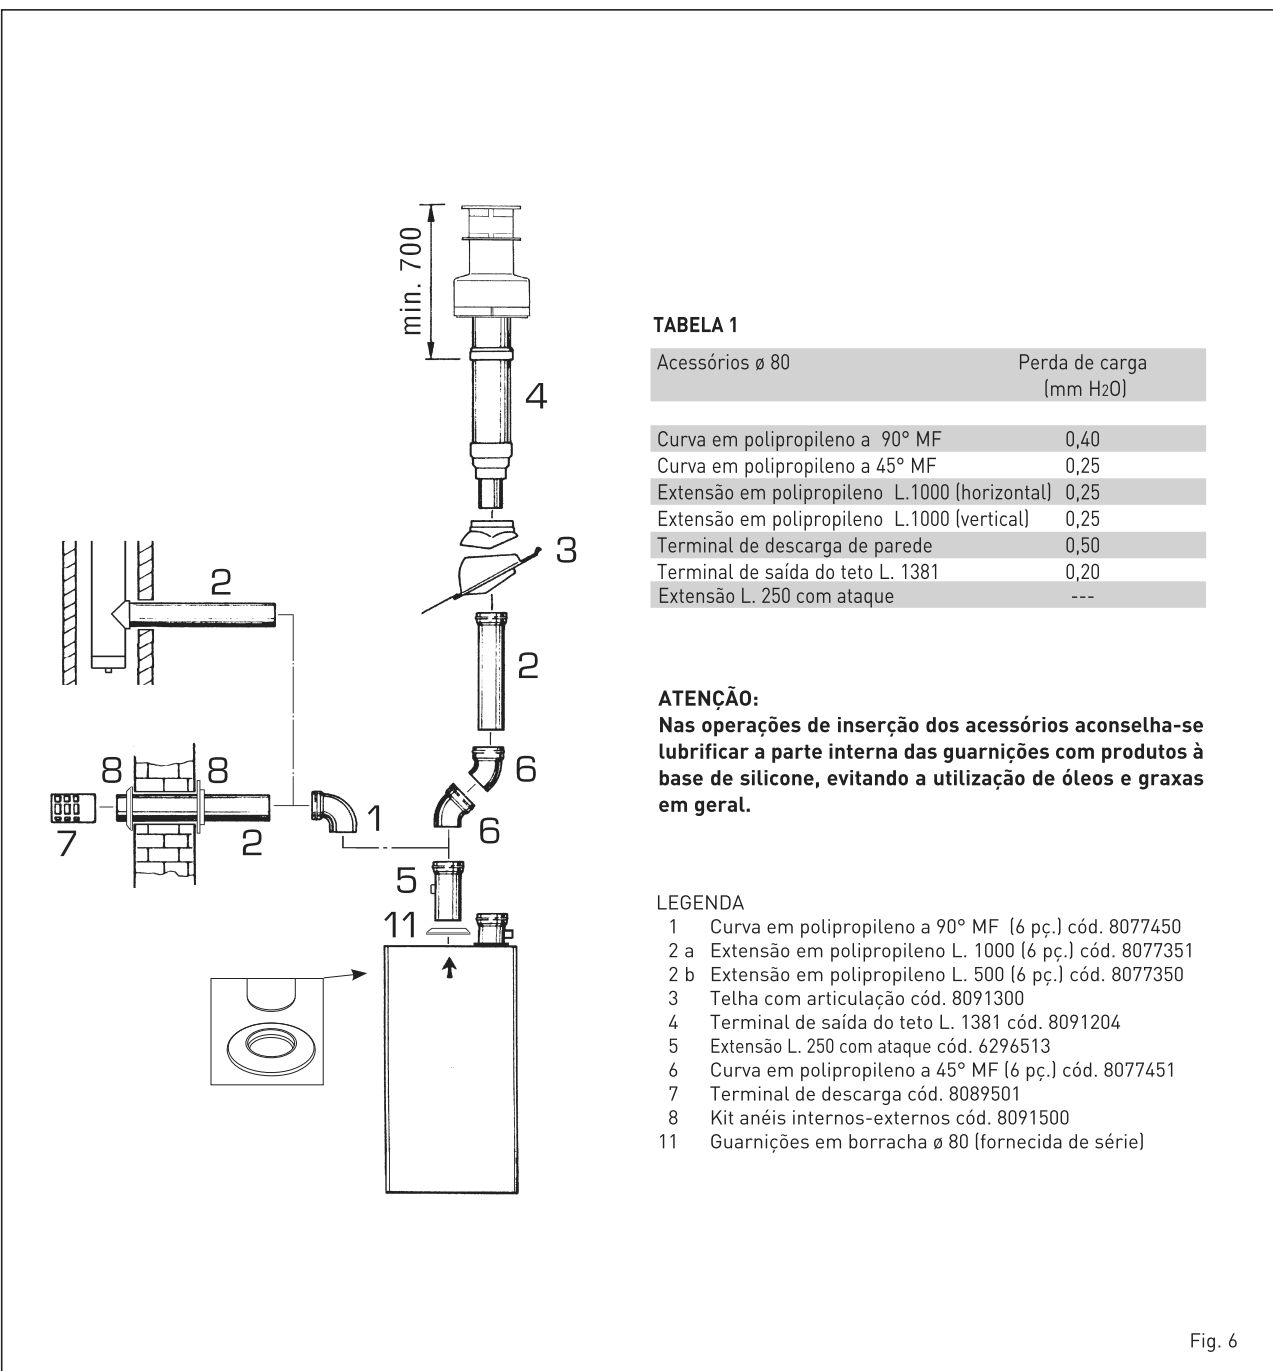 min. 700
4
3
2
2
6
8
8
7
2
1
6
5
11
TABELA 1
Acessórios ø 80 Perda de carga
(mm H2O)
Curva em polipropileno a 90° MF 0,40
Curva em polipropileno a 45° MF 0,25
Extensão em polipropileno L.1000 (horizontal) 0,25
Extensão em polipropileno L.1000 (vertical) 0,25
Terminal de descarga de parede 0,50
Terminal de saída do teto L. 1381 0,20
Extensão L. 250 com ataque ---
ATENÇÃO:
Nas operações de inserção dos acessórios aconselha-se
lubrificar a parte interna das guarnições com produtos à
base de silicone, evitando a utilização de óleos e graxas
em geral.
LEGENDA
1 Curva em polipropileno a 90° MF (6 pç.) cód. 8077450
2 a Extensão em polipropileno L. 1000 (6 pç.) cód. 8077351
2 b Extensão em polipropileno L. 500 (6 pç.) cód. 8077350
3 Telha com articulação cód. 8091300
4 Terminal de saída do teto L. 1381 cód. 8091204
5 Extensão L. 250 com ataque cód. 6296513
6 Curva em polipropileno a 45° MF (6 pç.) cód. 8077451
7 Terminal de descarga cód. 8089501
8 Kit anéis internos-externos cód. 8091500
11 Guarnições em borracha ø 80 (fornecida de série)
Fig. 6